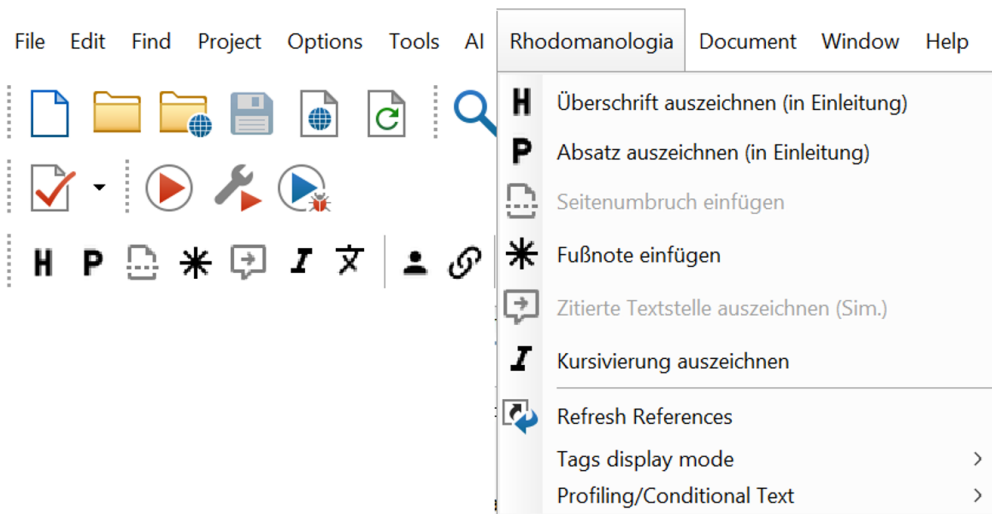 File Edit Find Project Options Tools AI Rhodomanologia Document Window Help
Überschrift auszeichnen (in Einleitung)
Absatz auszeichnen (in Einleitung)
Seitenumbruch einfügen
Fußnote einfügen
Zitierte Textstelle auszeichnen (Sim.)
Kursivierung auszeichnen
Refresh References
Tags display mode
Profiling/Conditional Text